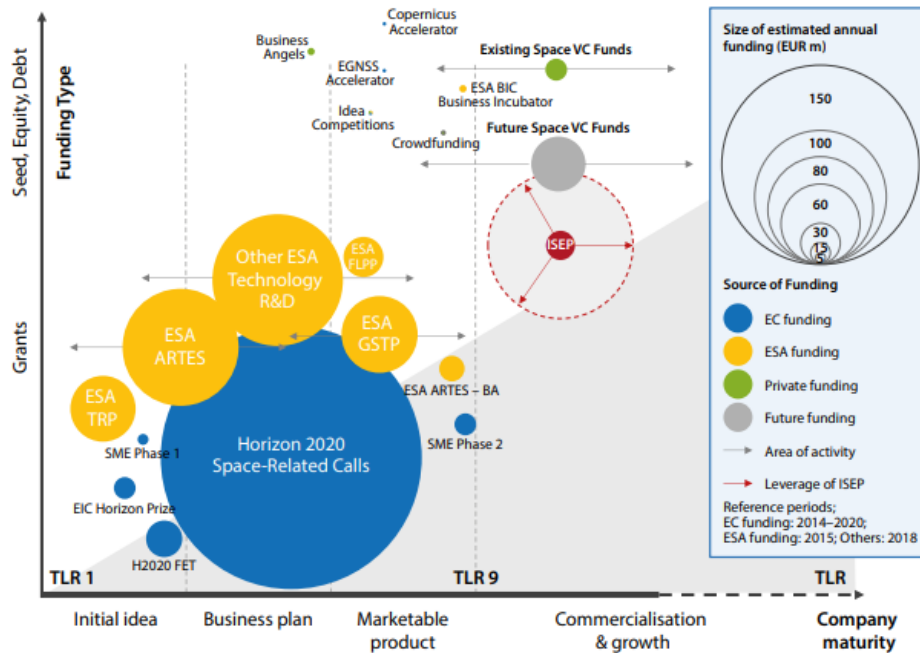 Seed, Equity, Debt
Grants
Funding Type
Copernicus
Accelerator
Business
Angels
EGNSS
Accelerator
Idea
Competitions
Existing Space VC Funds
ESA BIC
Business Incubator
Crowdfunding
Future Space VC Funds
ISEP
Other ESA
Technology
R&D
ESA
FLPP
ESA
ARTES
ESA
GSTP
ESA
TRP
ESA ARTES – BA
SME Phase 1
Horizon 2020
Space-Related Calls
SME Phase 2
EIC Horizon Prize
H2020 FET
TLR 1
TLR 9
TLR
Initial idea
Business plan
Marketable
product
Commercialisation
& growth
Company
maturity
Size of estimated annual
funding (EUR m)
150
100
80
60
30
15
5
Source of Funding
EC funding
ESA funding
Private funding
Future funding
Area of activity
Leverage of ISEP
Reference periods;
EC funding: 2014–2020;
ESA funding: 2015; Others: 2018